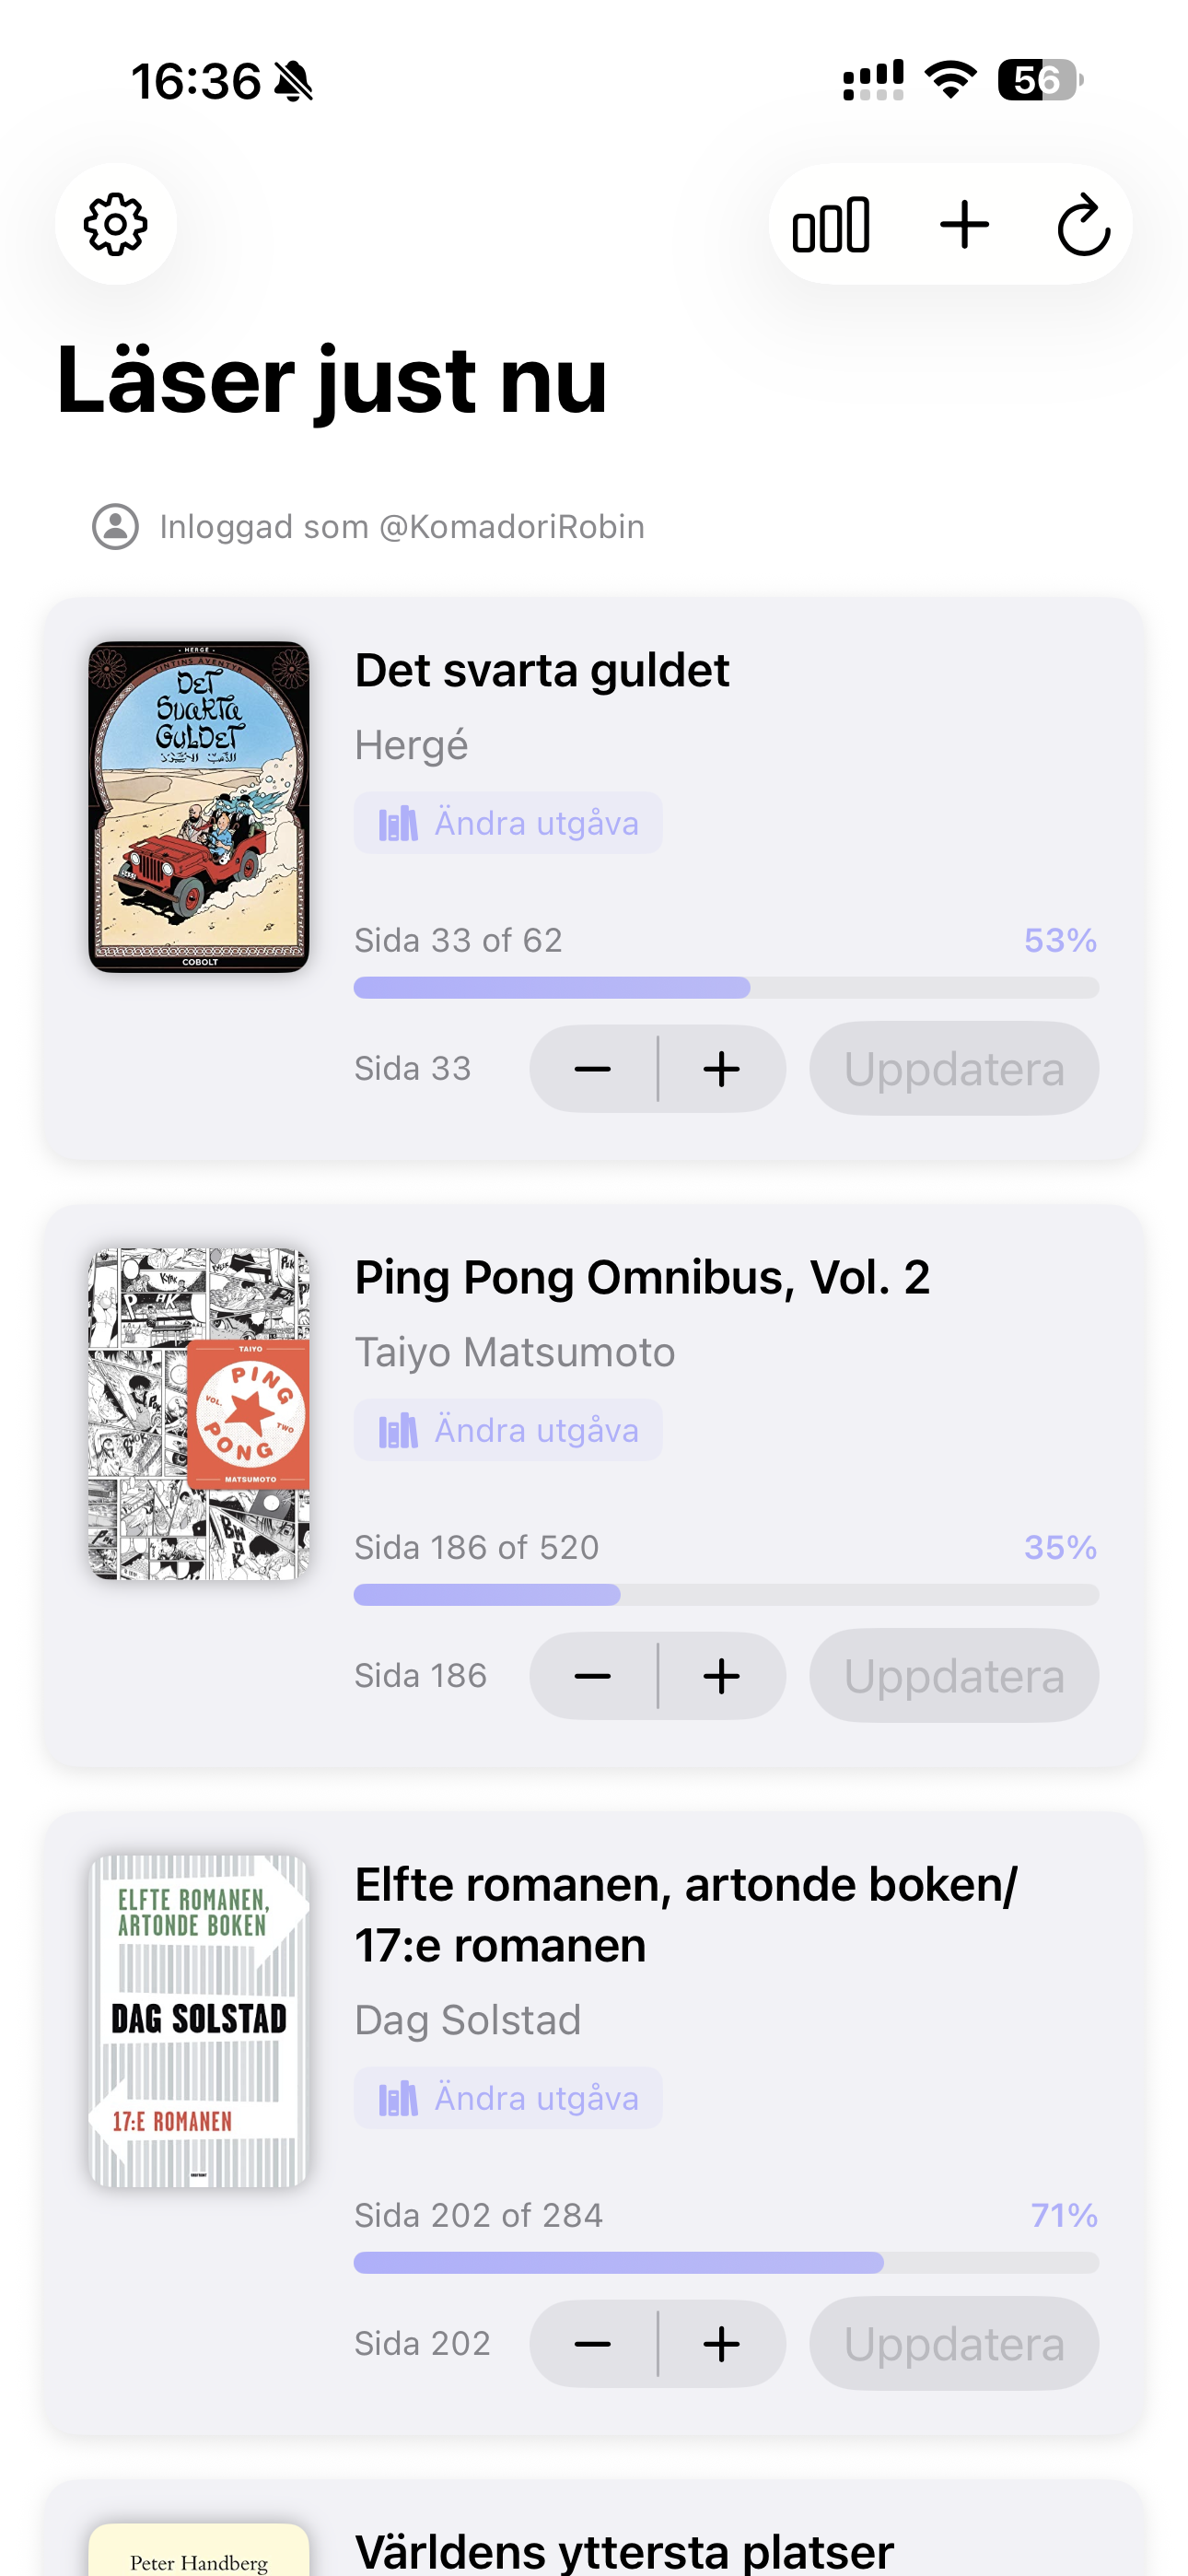 16:36
56
Läser just nu
Inloggad som @KomadoriRobin
HERGÉ
TINTINS ÄVENTYR
DET
SVARTA
GULDET
COBOLT
Det svarta guldet
Hergé
Ändra utgåva
Sida 33 of 62
53%
Sida 33
Uppdatera
TAIYO
PING
VOL.
TWO
PONG
MATSUMOTO
Ping Pong Omnibus, Vol. 2
Taiyo Matsumoto
Ändra utgåva
Sida 186 of 520
35%
Sida 186
Uppdatera
ELFTE ROMANEN,
ARTONDE BOKEN
DAG SOLSTAD
17:E ROMANEN
Elfte romanen, artonde boken/
17:e romanen
Dag Solstad
Ändra utgåva
Sida 202 of 284
71%
Sida 202
Uppdatera
Peter Handberg
Världens yttersta platser